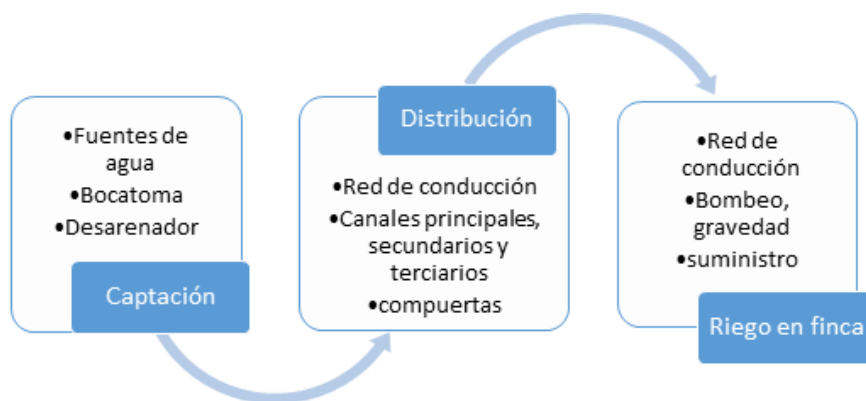 •Fuentes de
agua
•Bocatoma
•Desarenador
Captación
Distribución
•Red de conducción
•Canales principales,
secundarios y
terciarios
•compuertas
•Red de
conducción
•Bombeo,
gravedad
•suministro
Riego en finca